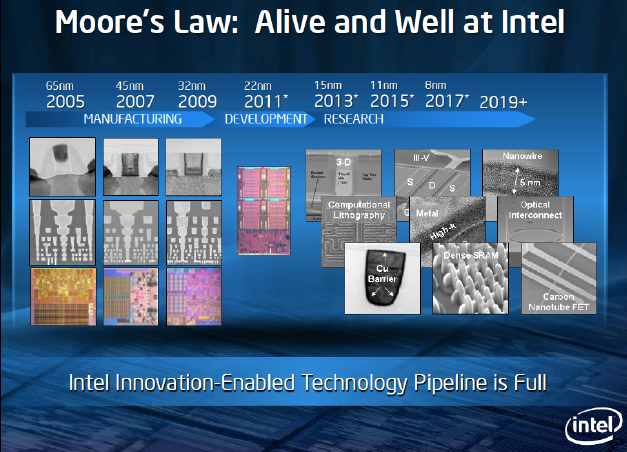 Moore's Law: Alive and Well at Intel
65nm 45nm 32nm 22nm 15nm 11nm 8nm
2005 2007 2009 2011* 2013* 2015* 2017* 2019+
MANUFACTURING DEVELOPMENT RESEARCH
3-D III-V Nanowire
S D S
5 nm
Computational
Lithography
Metal
High-k
Optical
Interconnect
Cu
Barrier
Dense SRAM
Carbon
Nanotube FET
Intel Innovation-Enabled Technology Pipeline is Full
intel